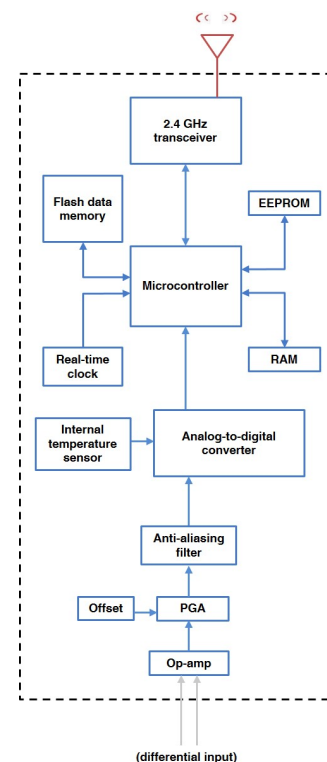 2.4 GHz
transceiver
Flash data
memory
EEPROM
Microcontroller
Real-time
clock
RAM
Internal
temperature
sensor
Analog-to-digital
converter
Anti-aliasing
filter
Offset
PGA
Op-amp
(differential input)